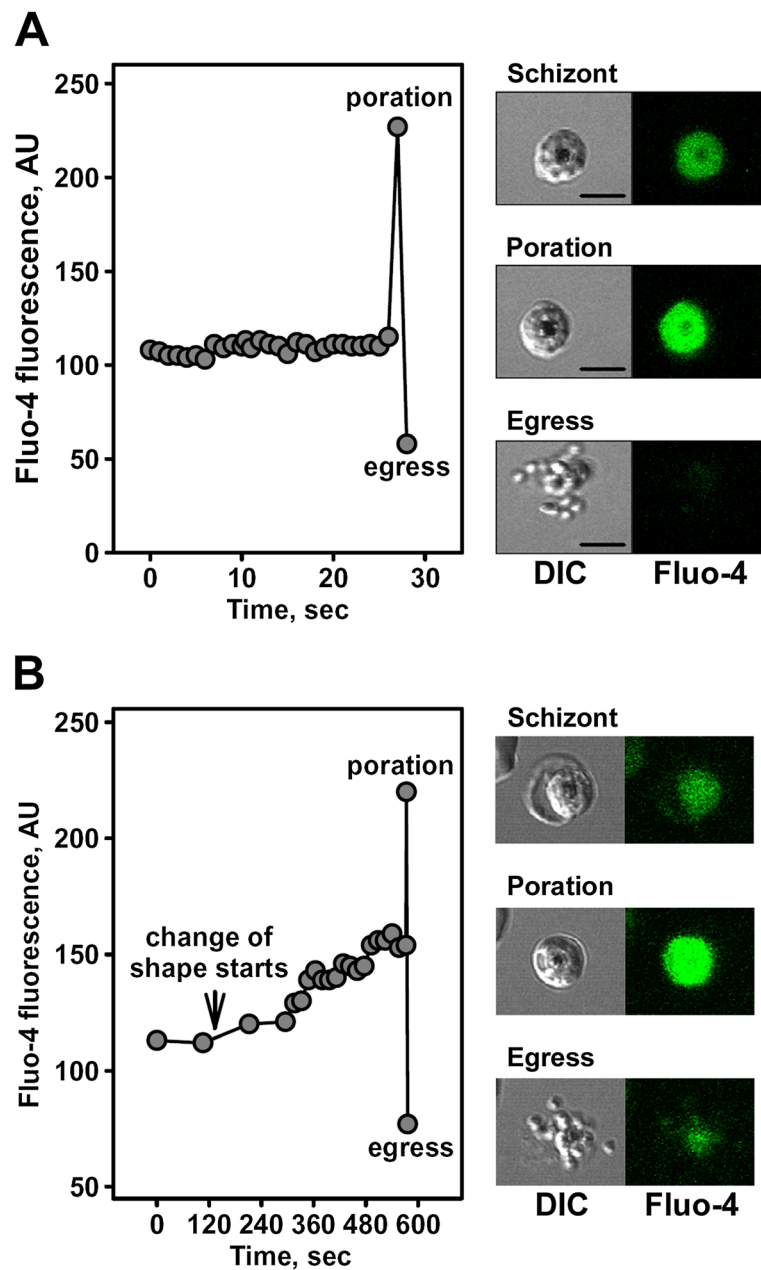 A
Fluo-4 fluorescence, AU
250
200
150
100
50
0
poration
egress
0 10 20 30
Time, sec
Schizont
Poration
Egress
DIC Fluo-4
B
Fluo-4 fluorescence, AU
250
200
150
100
50
poration
change of
shape starts
egress
0 120 240 360 480 600
Time, sec
Schizont
Poration
Egress
DIC Fluo-4